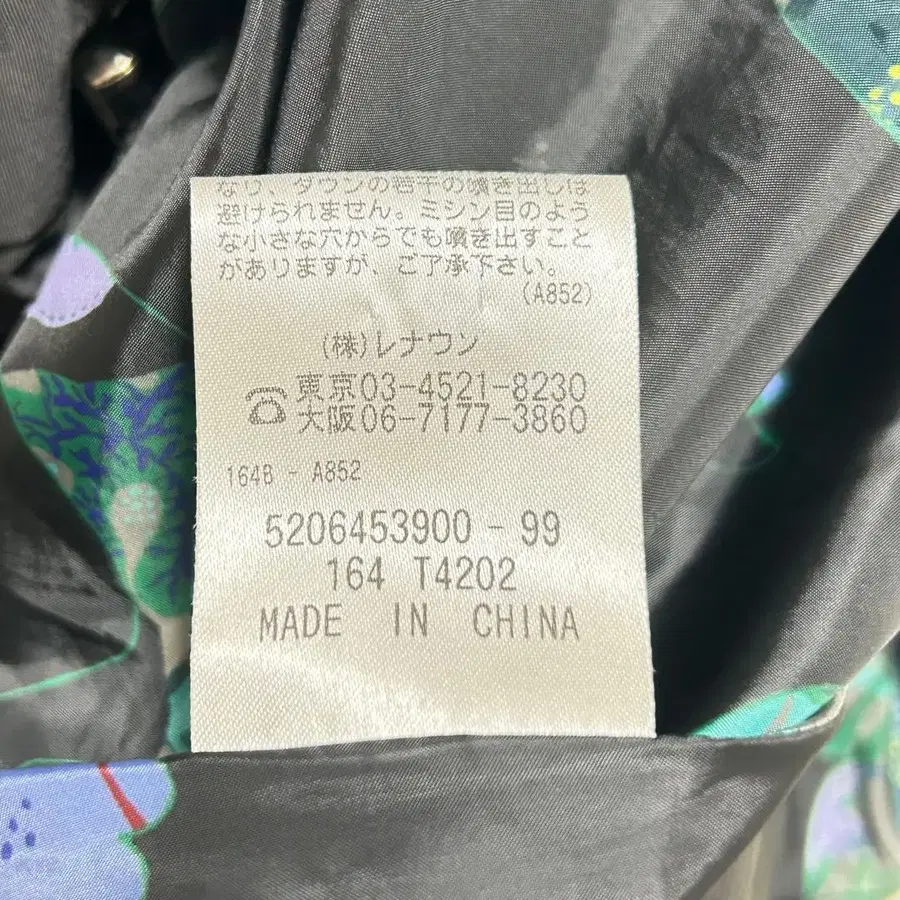 なり、ダウンの若干の噴き出しは
避けられません。ミシン目のよう
な小さな穴からでも噴き出すこと
がありますが、ご了承下さい。
(A852)
(株)レナウン
☎東京03-4521-8230
大阪06-7177-3860
164B - A852
5206453900 - 99
164 T4202
MADE IN CHINA